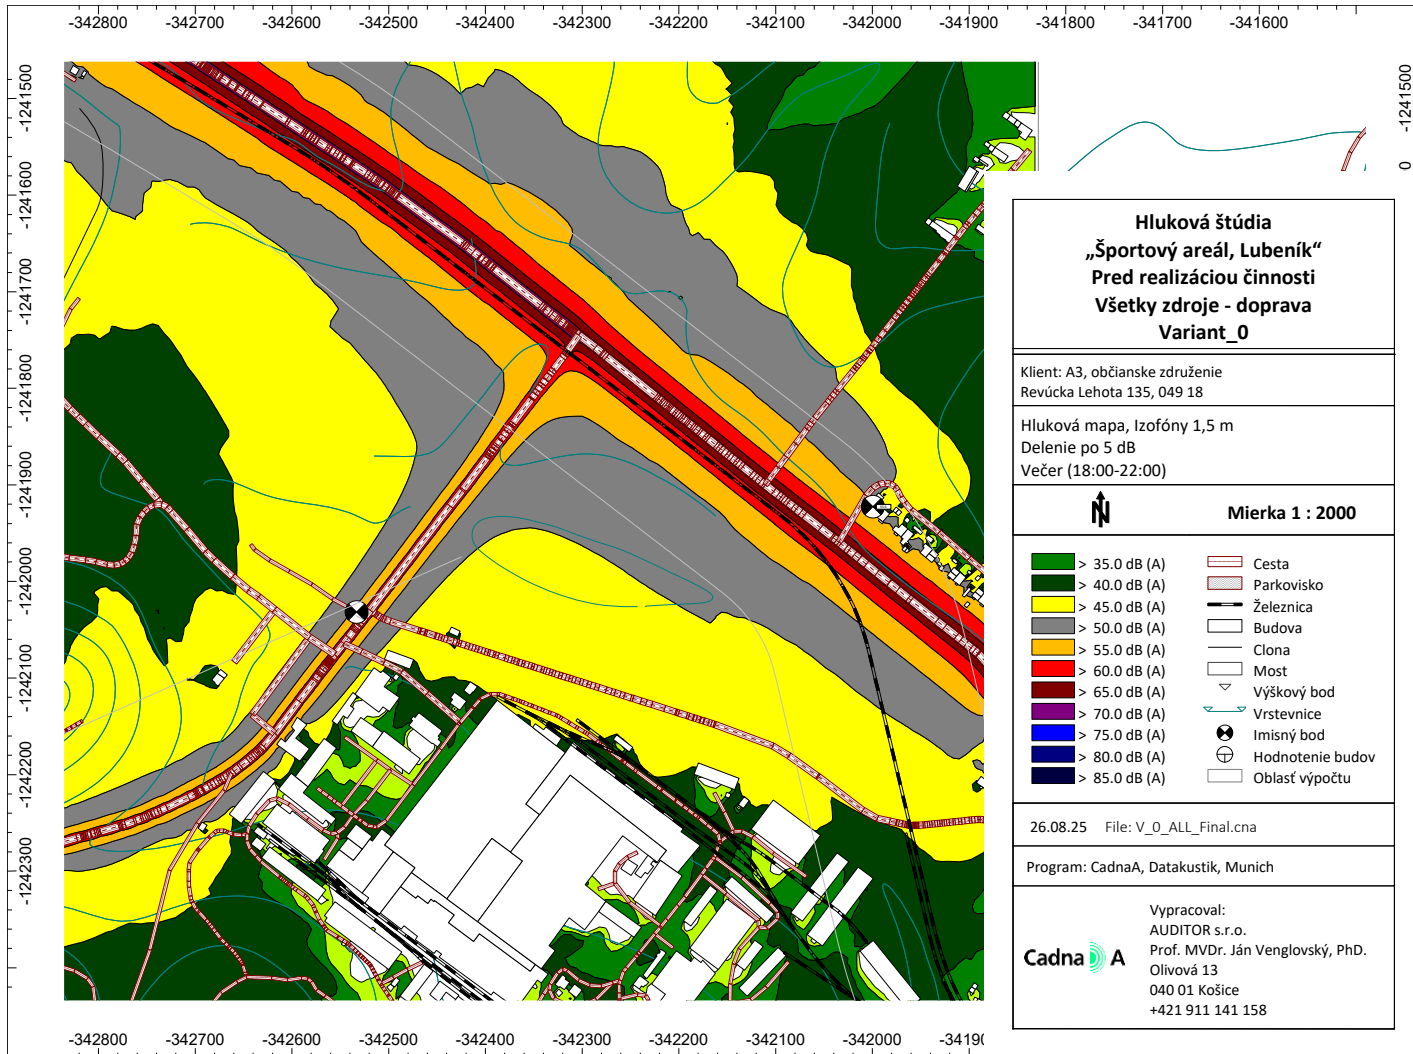 -342800 -342700 -342600 -342500 -342400 -342300 -342200 -342100 -342000 -341900 -341800 -341700 -341600
-1241500
-1241600
-1241700
-1241800
-1241900
-1242000
-1242100
-1242200
-1242300
-1241500
0
Hluková štúdia
„Športový areál, Lubeník“
Pred realizáciou činnosti
Všetky zdroje - doprava
Variant_0
Klient: A3, občianske združenie
Revúcka Lehota 135, 049 18
Hluková mapa, Izofóny 1,5 m
Delenie po 5 dB
Večer (18:00-22:00)
N
Mierka 1 : 2000
> 35.0 dB (A)
> 40.0 dB (A)
> 45.0 dB (A)
> 50.0 dB (A)
> 55.0 dB (A)
> 60.0 dB (A)
> 65.0 dB (A)
> 70.0 dB (A)
> 75.0 dB (A)
> 80.0 dB (A)
> 85.0 dB (A)
Cesta
Parkovisko
Železnica
Budova
Clona
Most
Výškový bod
Vrstevnice
Imisný bod
Hodnotenie budov
Oblasť výpočtu
26.08.25 File: V_0_ALL_Final.cna
Program: CadnaA, Datakustik, Munich
Cadna A
Vypracoval:
AUDITOR s.r.o.
Prof. MVDr. Ján Venglovský, PhD.
Olivová 13
040 01 Košice
+421 911 141 158
-342800 -342700 -342600 -342500 -342400 -342300 -342200 -342100 -342000 -34190